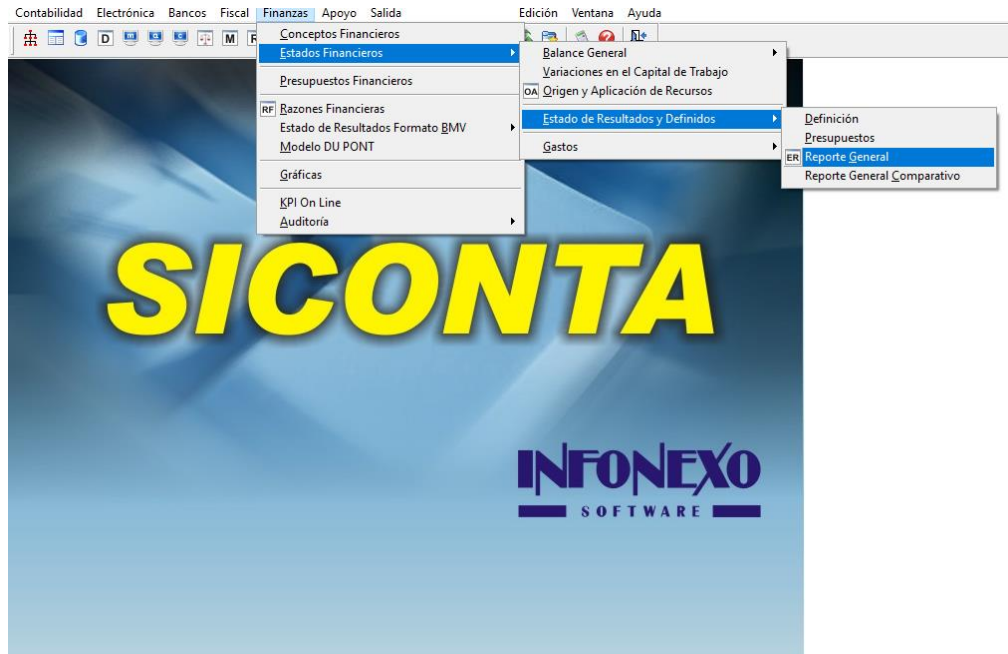 Contabilidad Electrónica Bancos Fiscal Finanzas Apoyo Salida Edición Ventana Ayuda
D M
Conceptos Financieros
Estados Financieros
Presupuestos Financieros
RF Razones Financieras
Estado de Resultados Formato BMV
Modelo DU PONT
Gráficas
KPI On Line
Auditoría
Balance General
Variaciones en el Capital de Trabajo
OA Origen y Aplicación de Recursos
Estado de Resultados y Definidos
Gastos
Definición
Presupuestos
ER Reporte General
Reporte General Comparativo
SICONTA
INFONEXO
SOFTWARE